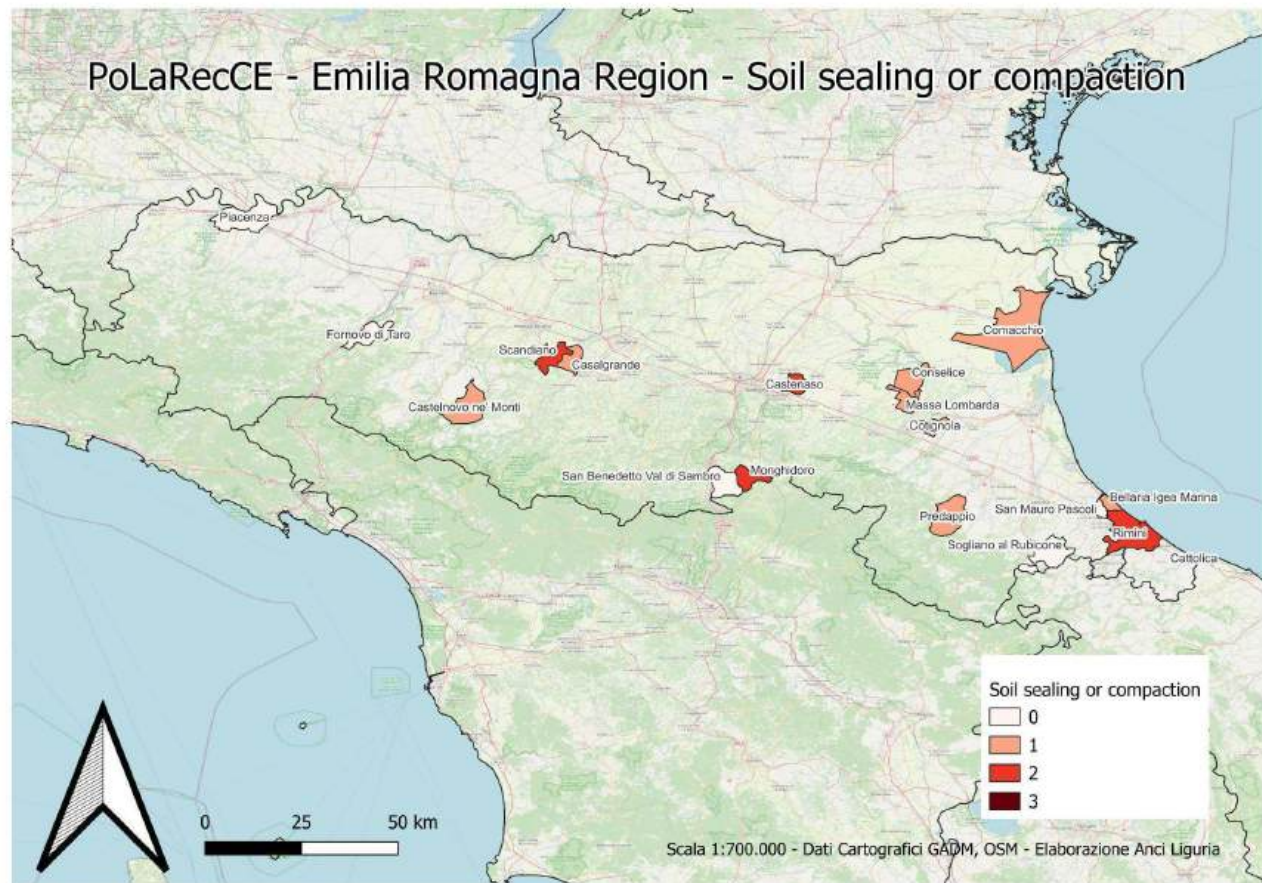 PoLaRecCE - Emilia Romagna Region - Soil sealing or compaction
Piacenza
Fornovo di Taro
Comacchio
Scandiano
Casalgrande
Conselice
Castenaso
Castelnovo ne' Monti
Massa Lombarda
Cotignola
San Benedetto Val di Sambro
Monghidoro
Bellaria Igea Marina
San Mauro Pascoli
Predappio
Rimini
Sogliano al Rubicone
Cattolica
Soil sealing or compaction
0
1
2
3
0 25 50 km
Scala 1:700.000 - Dati Cartografici GADM, OSM - Elaborazione Anci Liguria